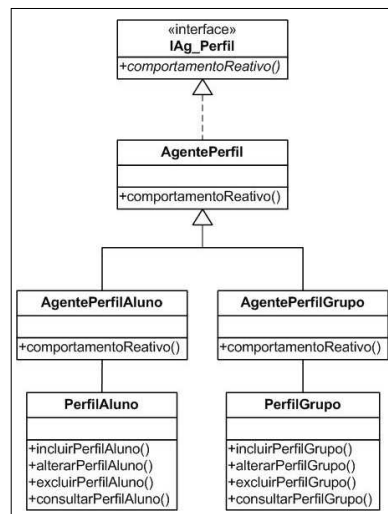 «interface»
IAg_Perfil
+comportamentoReativo()
AgentePerfil
+comportamentoReativo()
AgentePerfilAluno
+comportamentoReativo()
AgentePerfilGrupo
+comportamentoReativo()
PerfilAluno
+incluirPerfilAluno()
+alterarPerfilAluno()
+excluirPerfilAluno()
+consultarPerfilAluno()
PerfilGrupo
+incluirPerfilGrupo()
+alterarPerfilGrupo()
+excluirPerfilGrupo()
+consultarPerfilGrupo()